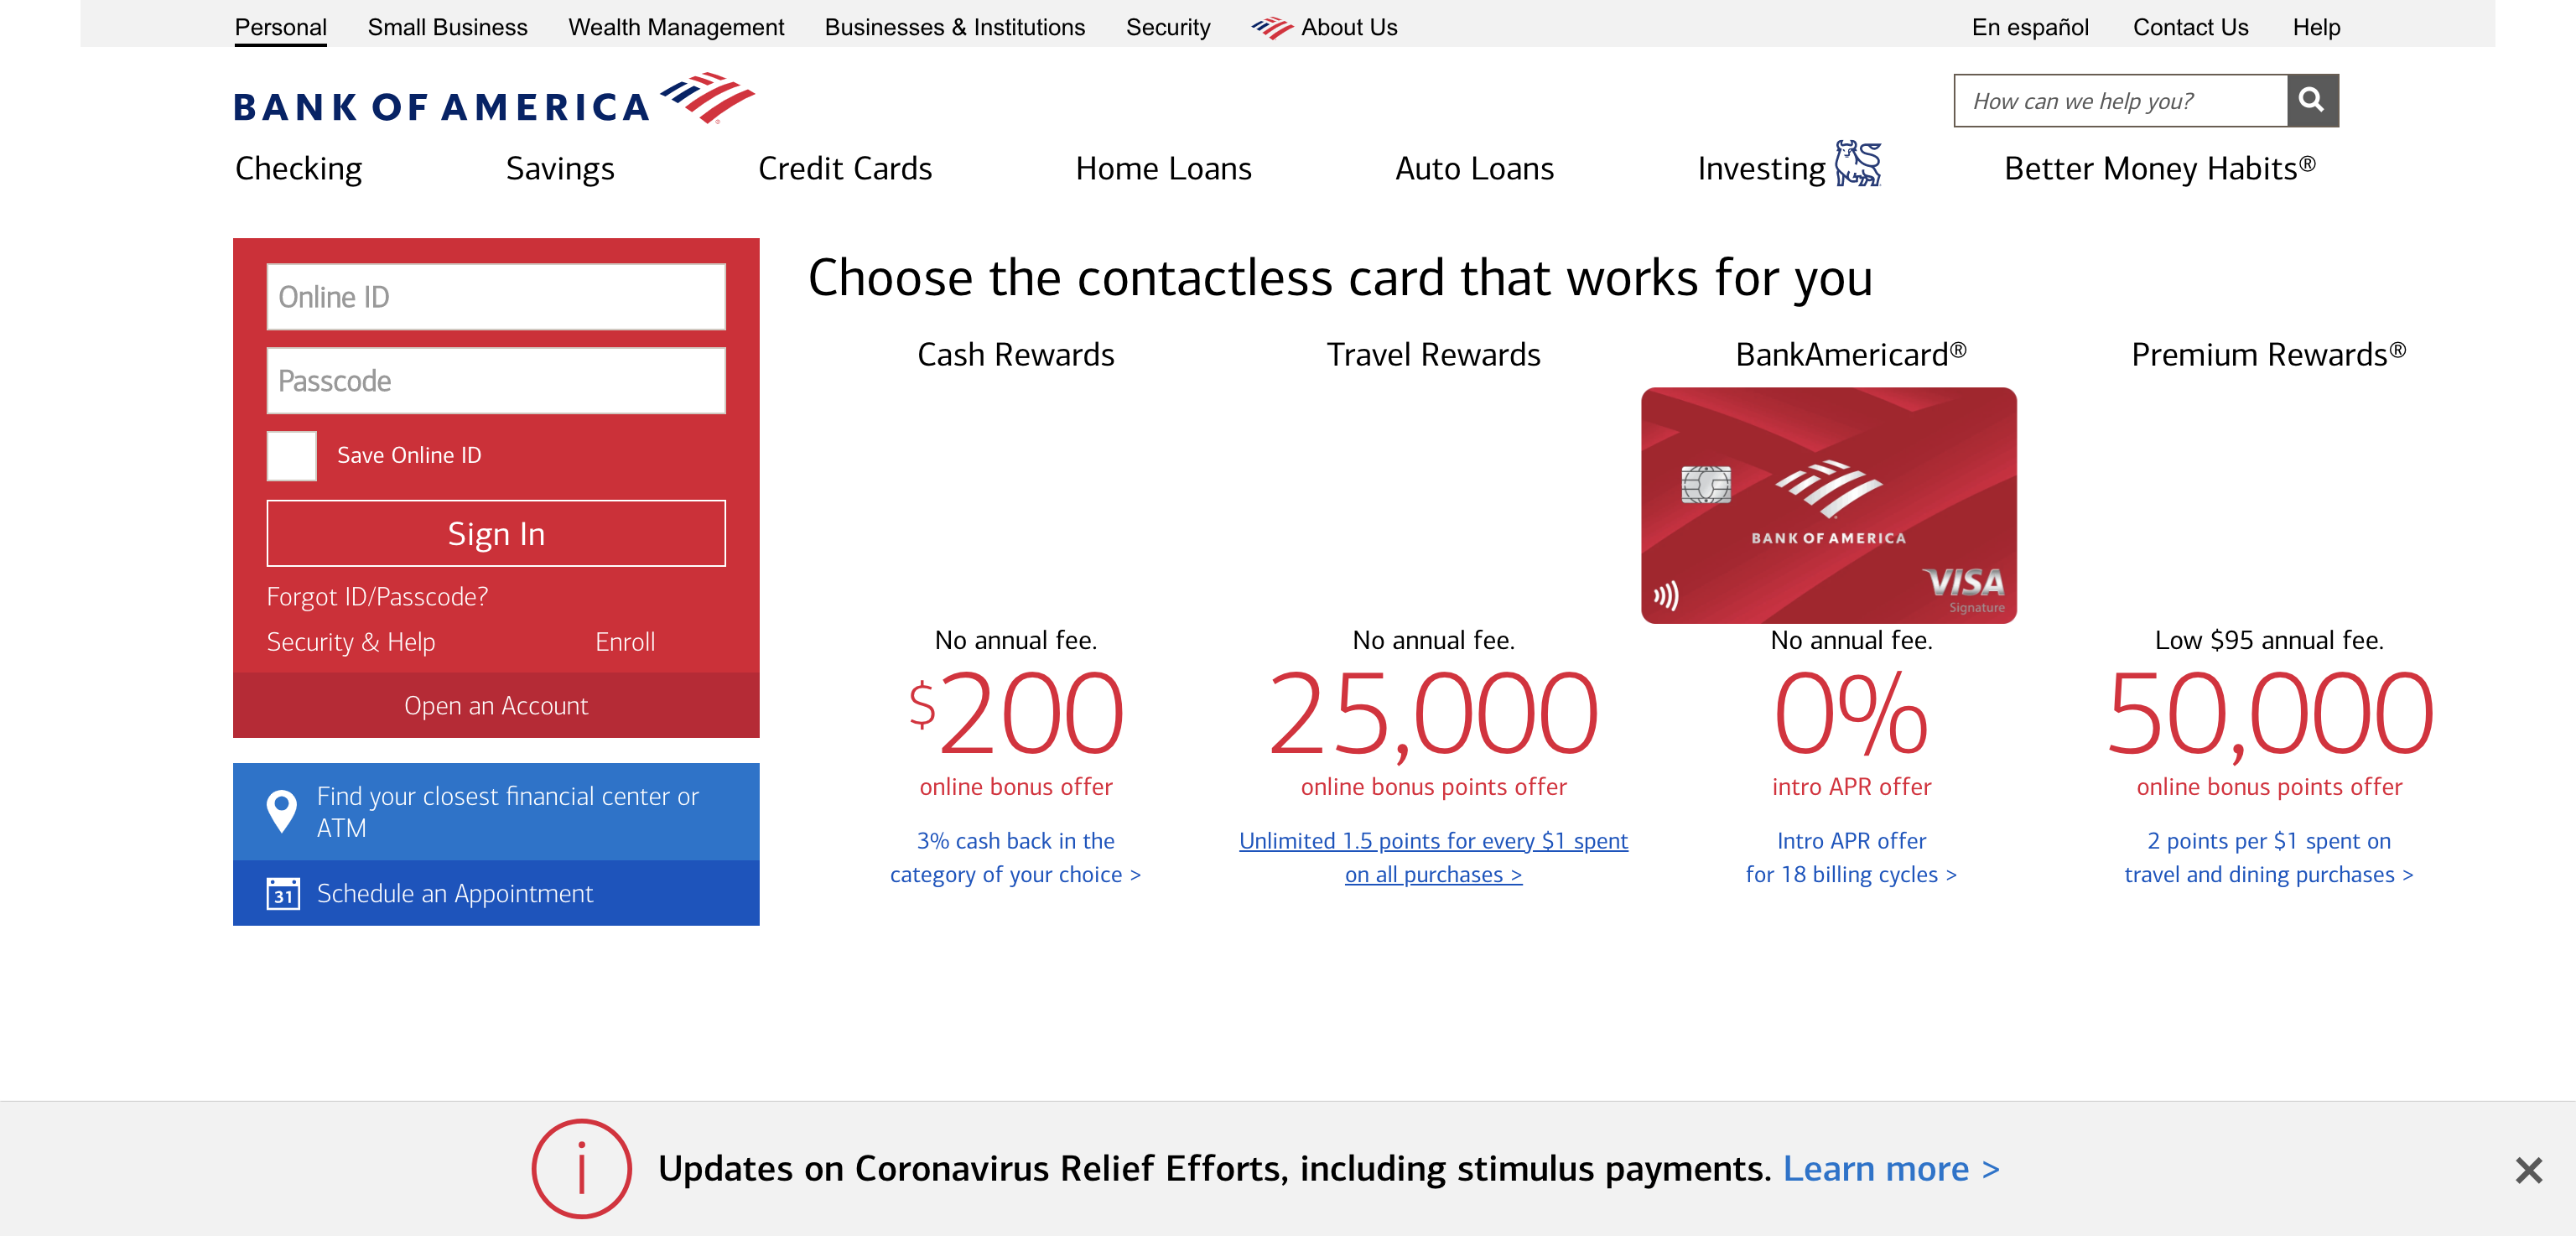 Personal Small Business Wealth Management Businesses & Institutions Security About Us En español Contact Us Help
BANK OF AMERICA
How can we help you?
Checking Savings Credit Cards Home Loans Auto Loans Investing Better Money Habits®
Online ID
Passcode
Save Online ID
Sign In
Forgot ID/Passcode?
Security & Help Enroll
Open an Account
Find your closest financial center or
ATM
31 Schedule an Appointment
Choose the contactless card that works for you
Cash Rewards
No annual fee.
$200
online bonus offer
3% cash back in the
category of your choice >
Travel Rewards
No annual fee.
25,000
online bonus points offer
Unlimited 1.5 points for every $1 spent
on all purchases >
BankAmericard®
BANK OF AMERICA
VISA
Signature
No annual fee.
0%
intro APR offer
Intro APR offer
for 18 billing cycles >
Premium Rewards®
Low $95 annual fee.
50,000
online bonus points offer
2 points per $1 spent on
travel and dining purchases >
Updates on Coronavirus Relief Efforts, including stimulus payments. Learn more >